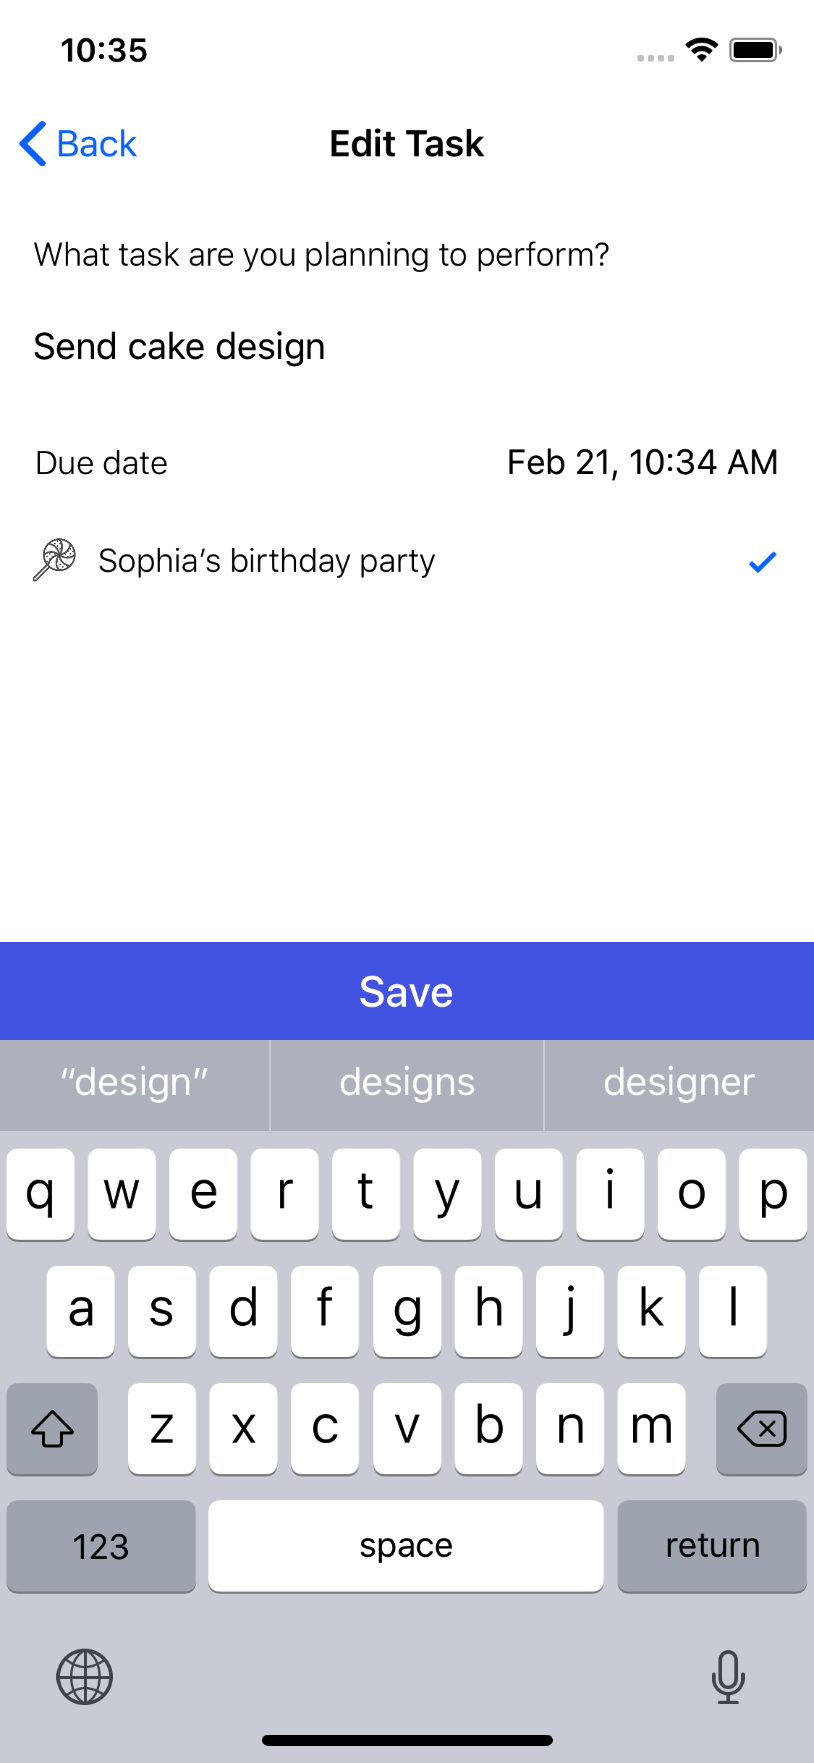 10:35
Back
Edit Task
What task are you planning to perform?
Send cake design
Due date
Feb 21, 10:34 AM
Sophia’s birthday party
Save
“design” designs designer
q w e r t y u i o p
a s d f g h j k l
z x c v b n m
123 space return